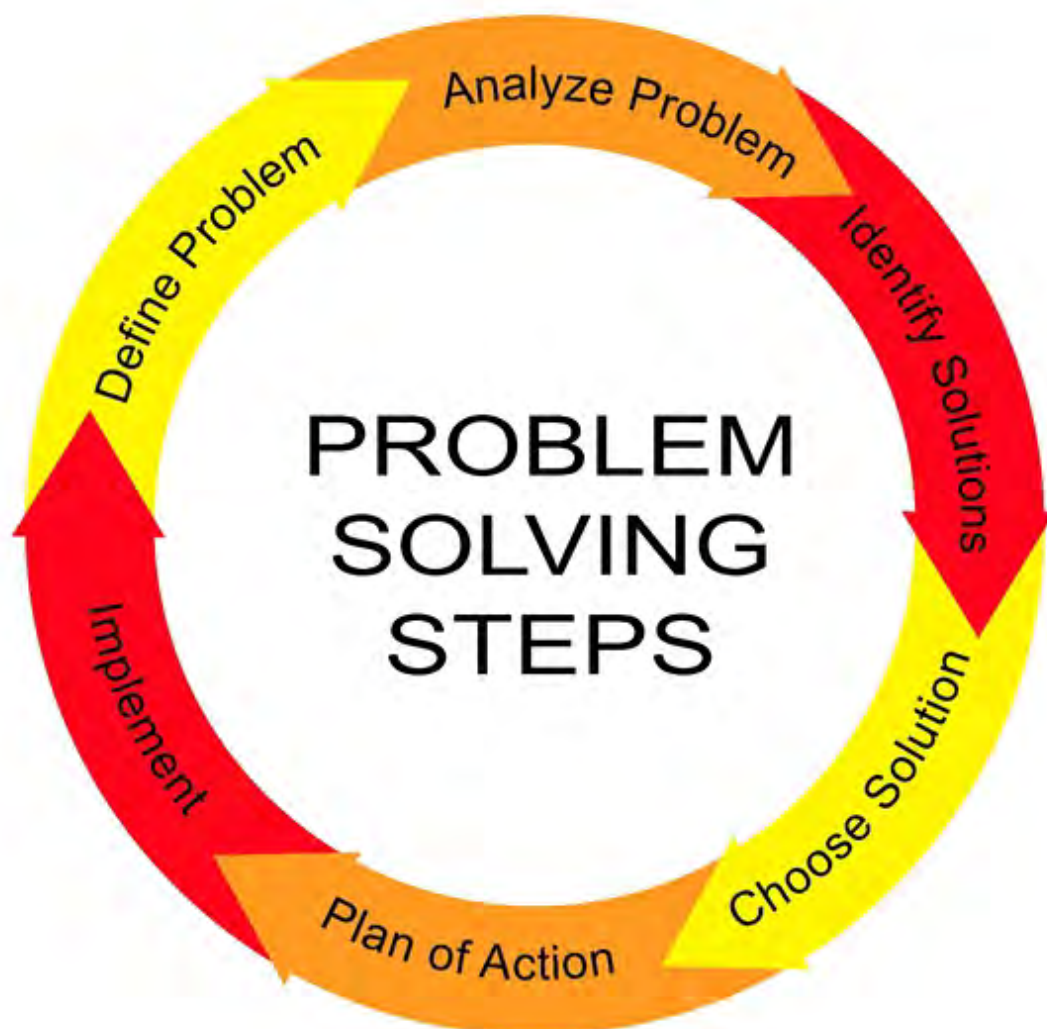 PROBLEM
SOLVING
STEPS
Define Problem
Analyze Problem
Identify Solutions
Choose Solution
Plan of Action
Implement